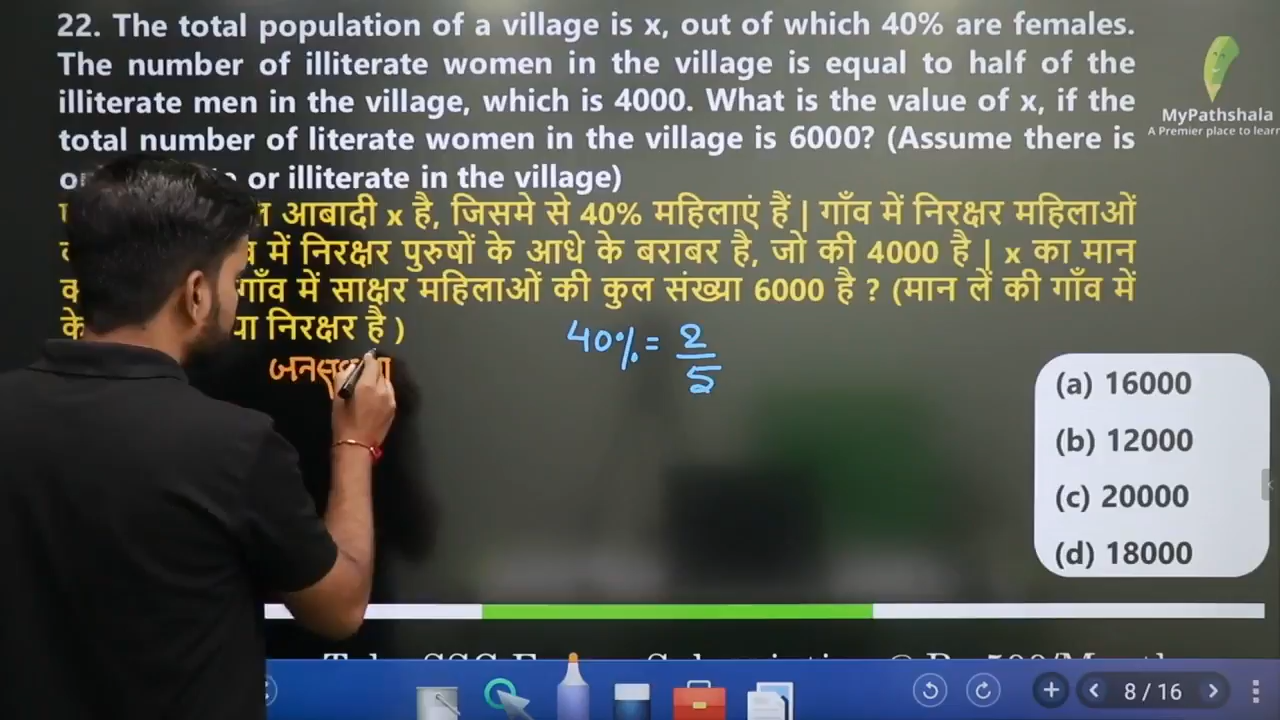 22. The total population of a village is x, out of which 40% are females.
The number of illiterate women in the village is equal to half of the
illiterate men in the village, which is 4000. What is the value of x, if the
total number of literate women in the village is 6000? (Assume there is
or illiterate in the village)
आबादी x है, जिसमे से 40% महिलाएं हैं | गाँव में निरक्षर महिलाओं
में निरक्षर पुरुषों के आधे के बराबर है, जो की 4000 है | x का मान
गाँव में साक्षर महिलाओं की कुल संख्या 6000 है ? (मान लें की गाँव में
या निरक्षर है )
40% = 2/5
MyPathshala
A Premier place to learn
(a) 16000
(b) 12000
(c) 20000
(d) 18000
8 / 16